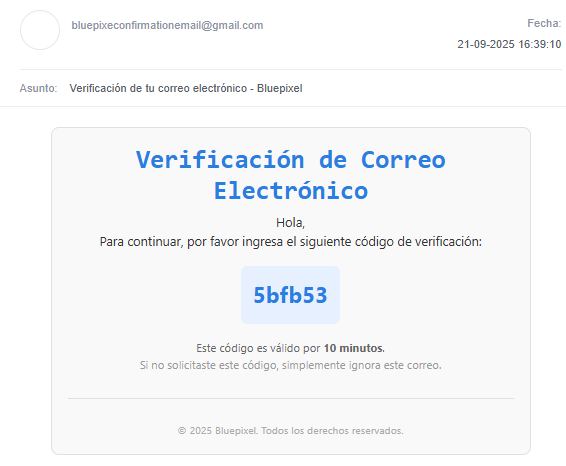 bluepixeconfirmationemail@gmail.com
Fecha:
21-09-2025 16:39:10
Asunto: Verificación de tu correo electrónico - Bluepixel
Verificación de Correo
Electrónico
Hola,
Para continuar, por favor ingresa el siguiente código de verificación:
5bfb53
Este código es válido por 10 minutos.
Si no solicitaste este código, simplemente ignora este correo.
© 2025 Bluepixel. Todos los derechos reservados.